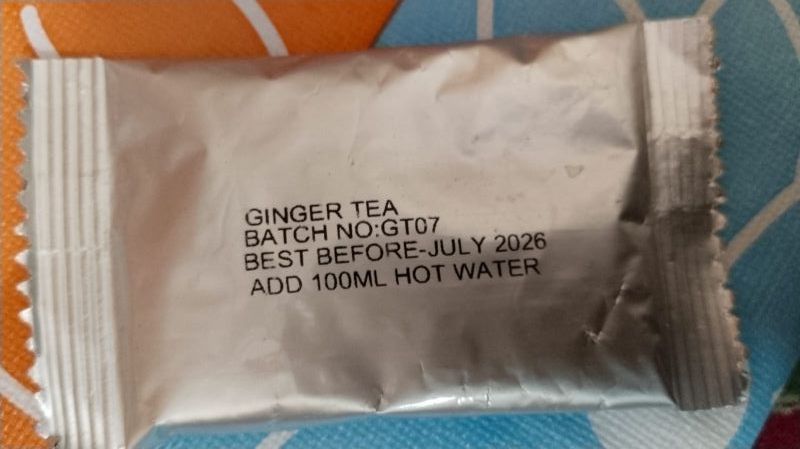 GINGER TEA
BATCH NO:GT07
BEST BEFORE-JULY 2026
ADD 100ML HOT WATER